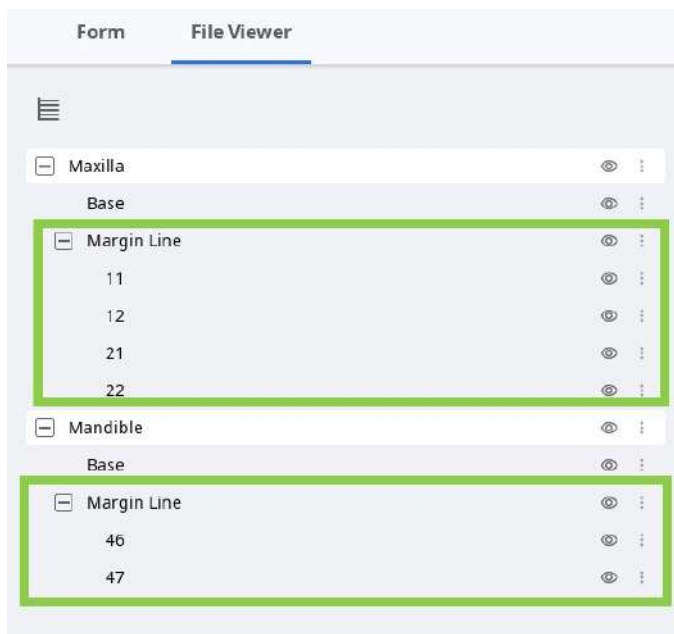 Form File Viewer
Maxilla
Base
Margin Line
11
12
21
22
Mandible
Base
Margin Line
46
47